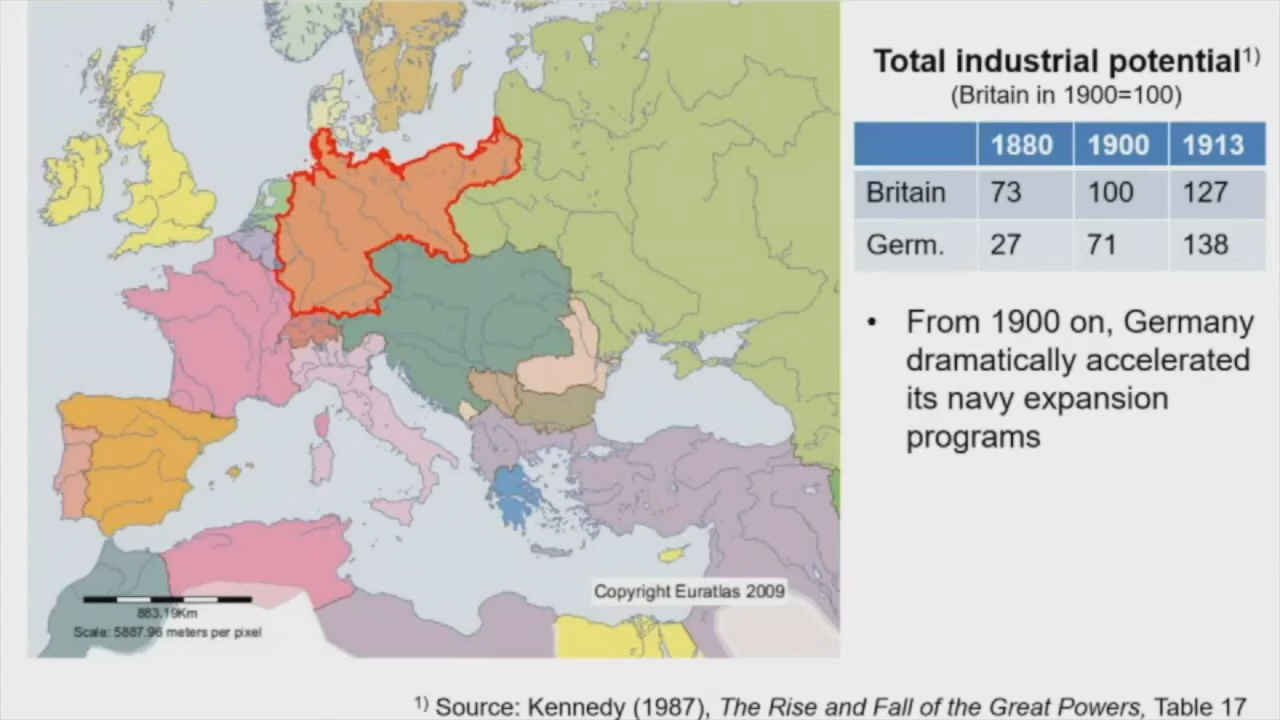 Total industrial potential1)
(Britain in 1900=100)
1880 1900 1913
Britain 73 100 127
Germ. 27 71 138
• From 1900 on, Germany
dramatically accelerated
its navy expansion
programs
Copyright Euratlas 2009
883.19Km
Scale: 5887.96 meters per pixel
1) Source: Kennedy (1987), The Rise and Fall of the Great Powers, Table 17